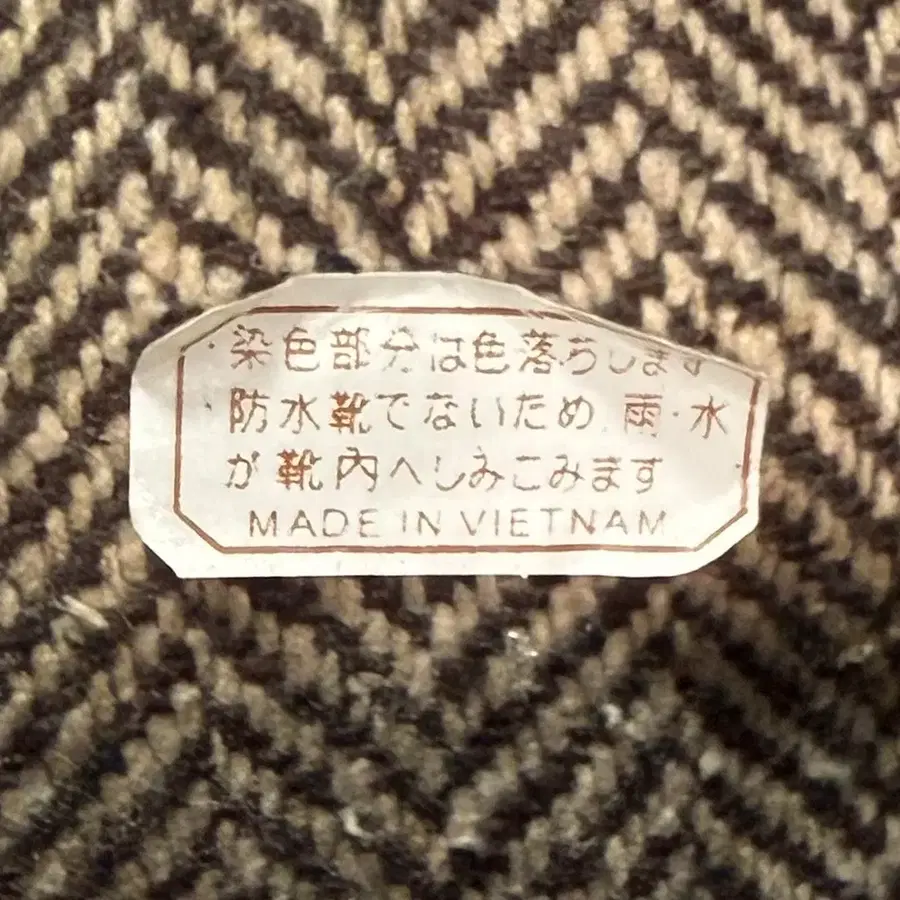 ・染色部分は色落ちします
・防水靴でないため 雨・水
が靴内へしみこみます
MADE IN VIETNAM